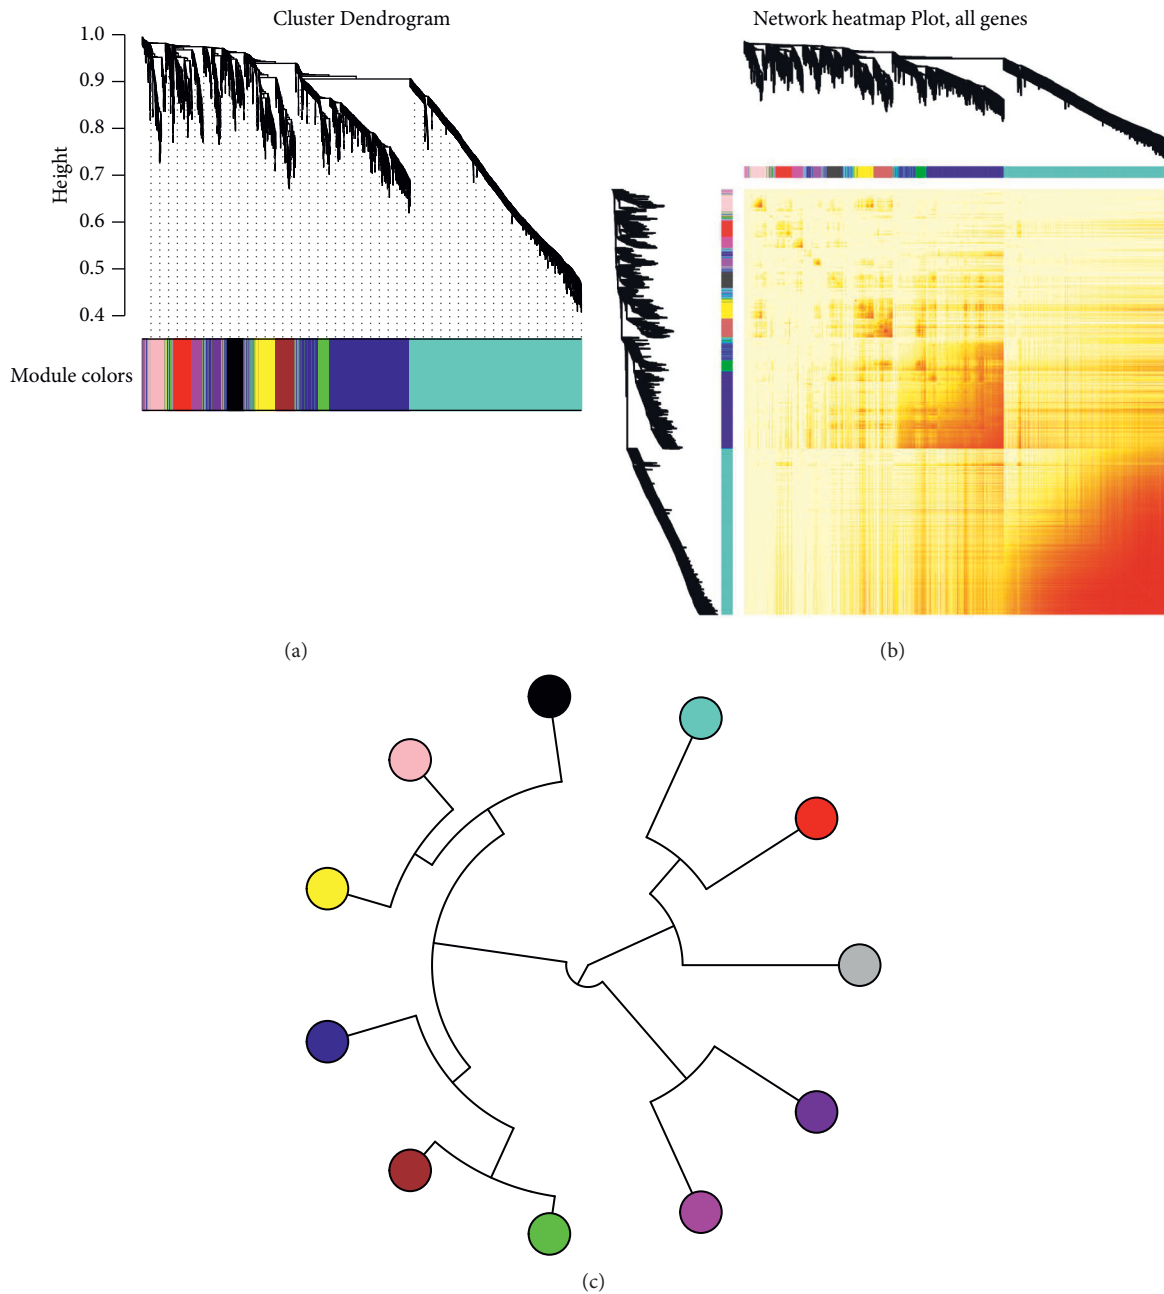 Cluster Dendrogram
1.0
0.9
0.8
0.7
0.6
0.5
0.4
Height
Module colors
(a)
Network heatmap Plot, all genes
(b)
(c)